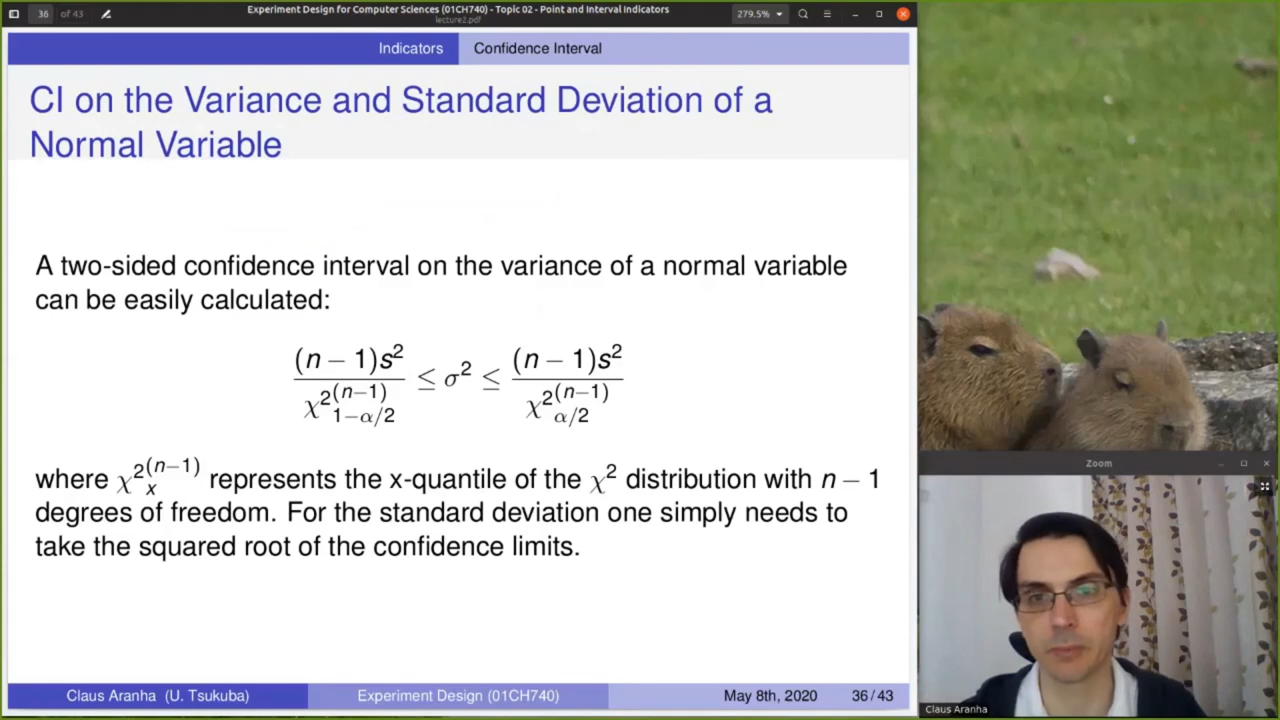 36 of 43
Experiment Design for Computer Sciences (01CH740) - Topic 02 - Point and Interval Indicators
lecture2.pdf
279.5%
Indicators Confidence Interval
CI on the Variance and Standard Deviation of a
Normal Variable
A two-sided confidence interval on the variance of a normal variable
can be easily calculated:
(n − 1)s² / χ²₁₋α/₂⁽ⁿ⁻¹⁾ ≤ σ² ≤ (n − 1)s² / χ²α/₂⁽ⁿ⁻¹⁾
where χ²ₓ⁽ⁿ⁻¹⁾ represents the x-quantile of the χ² distribution with n − 1
degrees of freedom. For the standard deviation one simply needs to
take the squared root of the confidence limits.
Claus Aranha (U. Tsukuba) Experiment Design (01CH740) May 8th, 2020 36 / 43
Zoom
Claus Aranha